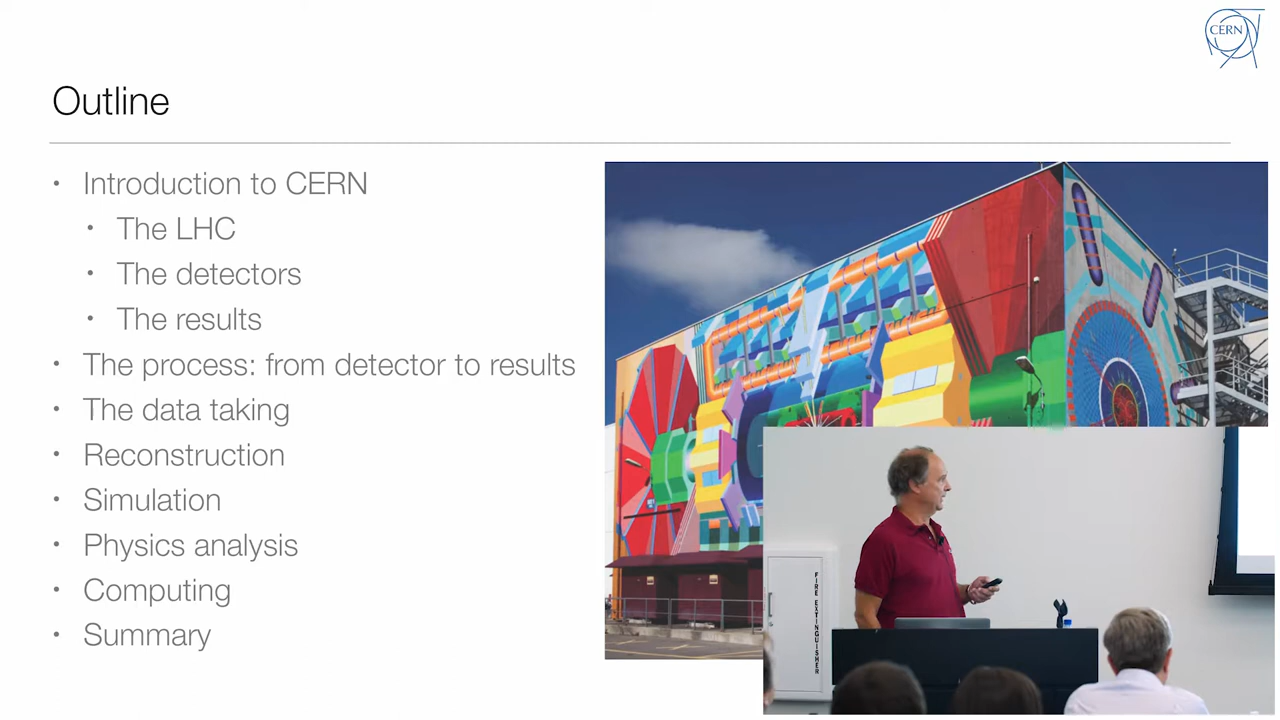 CERN
Outline
• Introduction to CERN
• The LHC
• The detectors
• The results
• The process: from detector to results
• The data taking
• Reconstruction
• Simulation
• Physics analysis
• Computing
• Summary
FIRE EXTINGUISHER